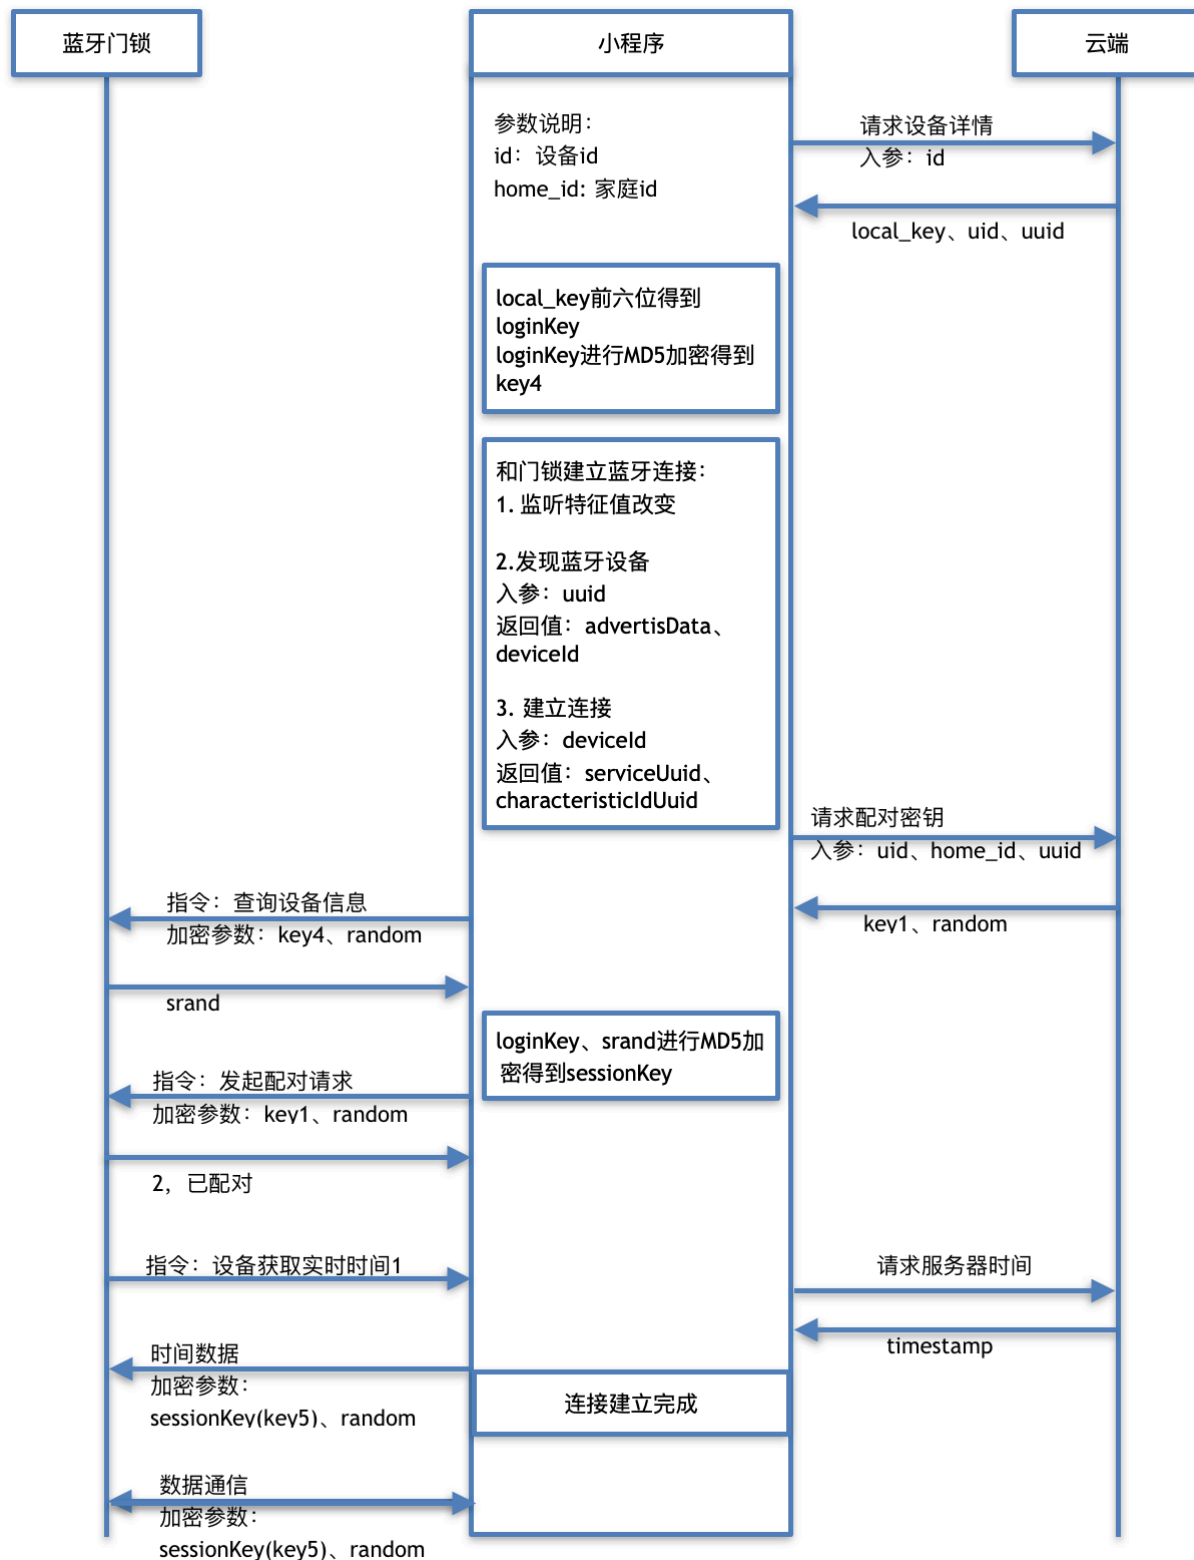 蓝牙门锁
小程序
云端
参数说明：
id：设备id
home_id: 家庭id
请求设备详情
入参：id
local_key、uid、uuid
local_key前六位得到
loginKey
loginKey进行MD5加密得到
key4
和门锁建立蓝牙连接：
1. 监听特征值改变
2.发现蓝牙设备
入参：uuid
返回值：advertisData、
deviceId
3. 建立连接
入参：deviceId
返回值：serviceUuid、
characteristicIdUuid
请求配对密钥
入参：uid、home_id、uuid
key1、random
指令：查询设备信息
加密参数：key4、random
srand
loginKey、srand进行MD5加
密得到sessionKey
指令：发起配对请求
加密参数：key1、random
2，已配对
指令：设备获取实时时间1
请求服务器时间
timestamp
时间数据
加密参数：
sessionKey(key5)、random
连接建立完成
数据通信
加密参数：
sessionKey(key5)、random